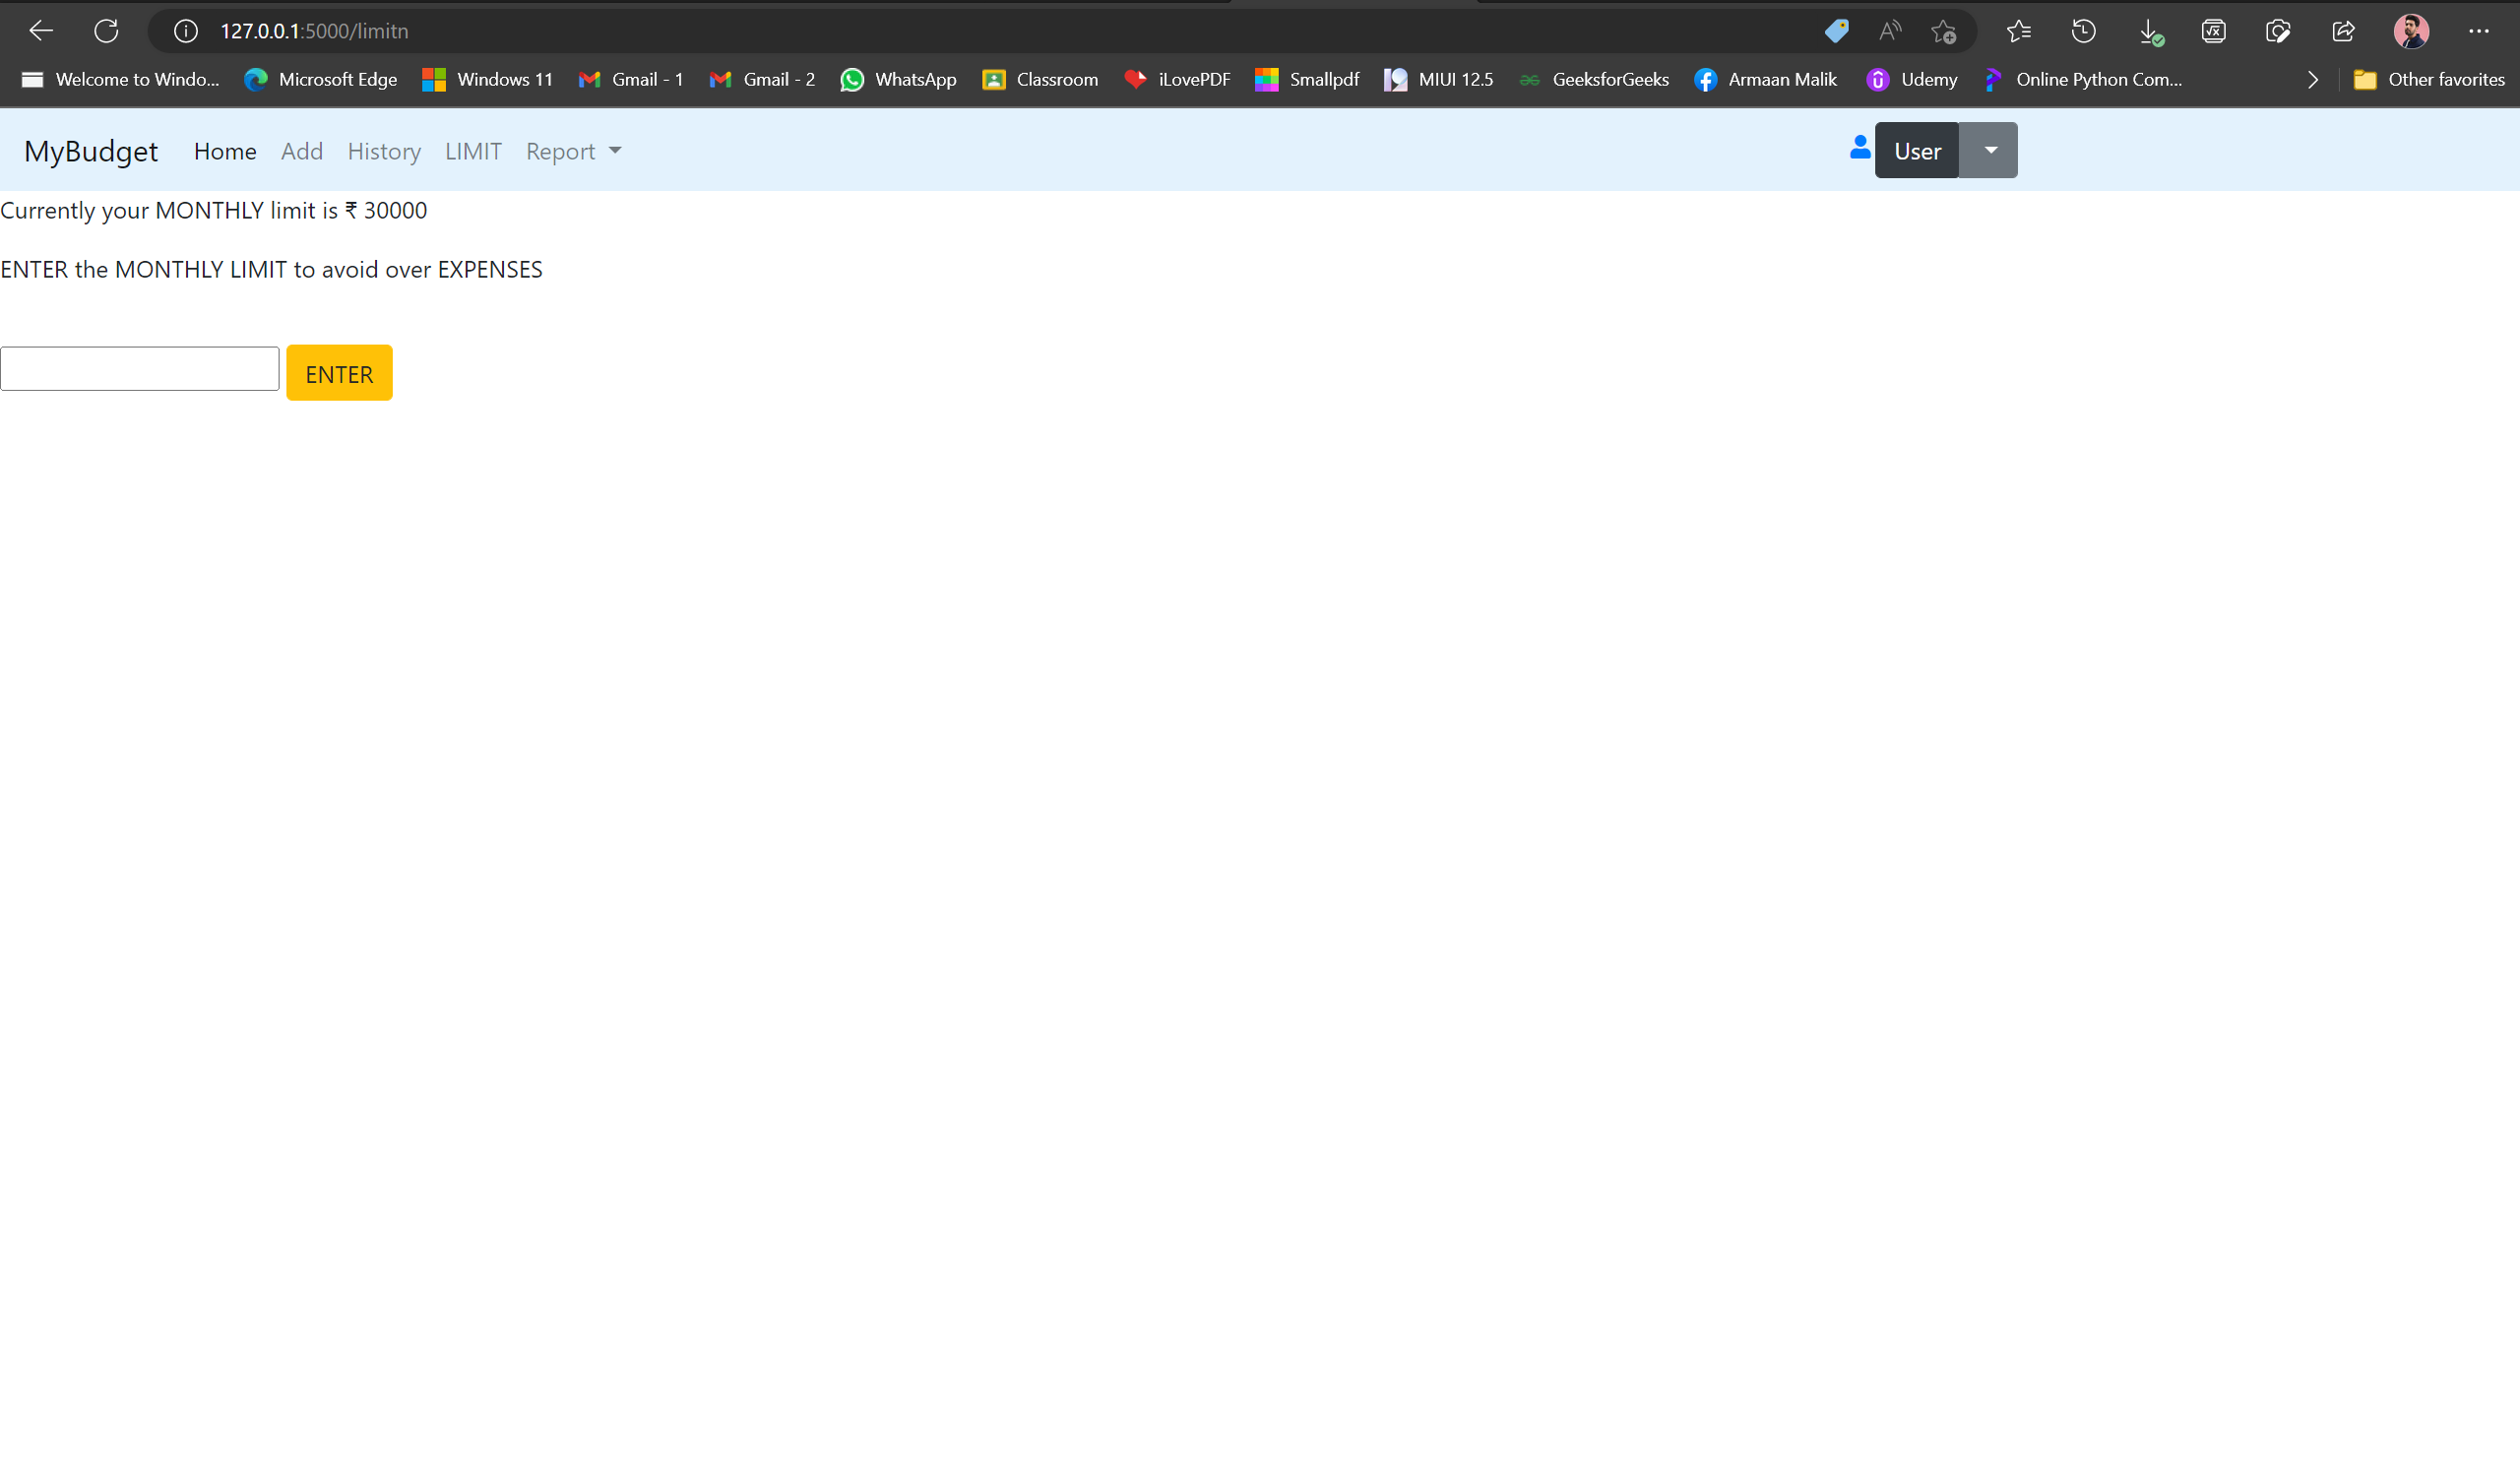 127.0.0.1:5000/limitn
Welcome to Windo... Microsoft Edge Windows 11 Gmail - 1 Gmail - 2 WhatsApp Classroom iLovePDF Smallpdf MIUI 12.5 GeeksforGeeks Armaan Malik Udemy Online Python Com... Other favorites
MyBudget Home Add History LIMIT Report User
Currently your MONTHLY limit is ₹ 30000
ENTER the MONTHLY LIMIT to avoid over EXPENSES
ENTER